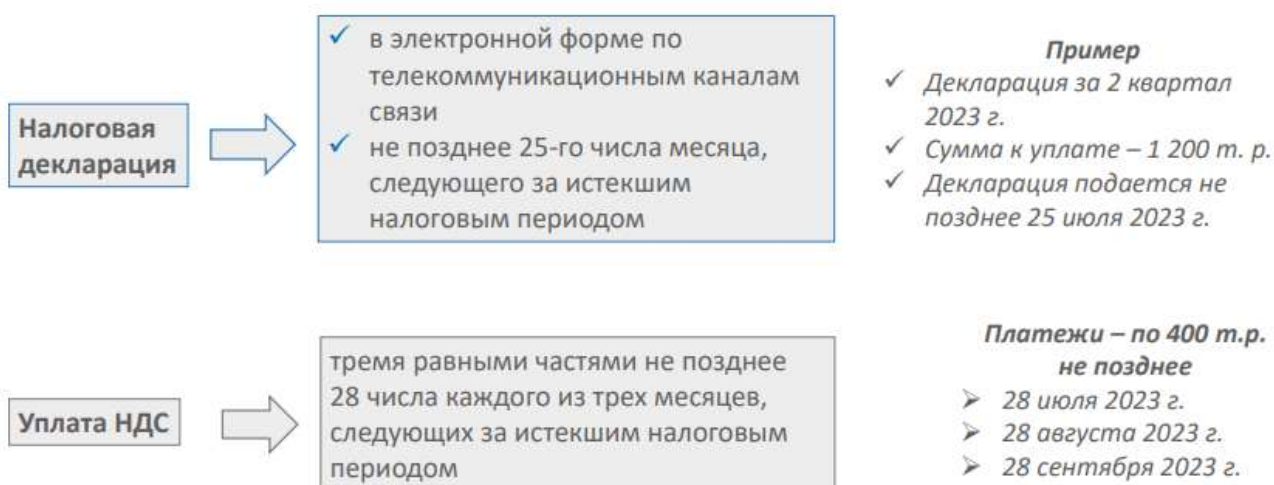 Налоговая
декларация
✓ в электронной форме по
телекоммуникационным каналам
связи
✓ не позднее 25-го числа месяца,
следующего за истекшим
налоговым периодом
Пример
✓ Декларация за 2 квартал
2023 г.
✓ Сумма к уплате – 1 200 т. р.
✓ Декларация подается не
позднее 25 июля 2023 г.
Уплата НДС
тремя равными частями не позднее
28 числа каждого из трех месяцев,
следующих за истекшим налоговым
периодом
Платежи – по 400 т.р.
не позднее
➢ 28 июля 2023 г.
➢ 28 августа 2023 г.
➢ 28 сентября 2023 г.